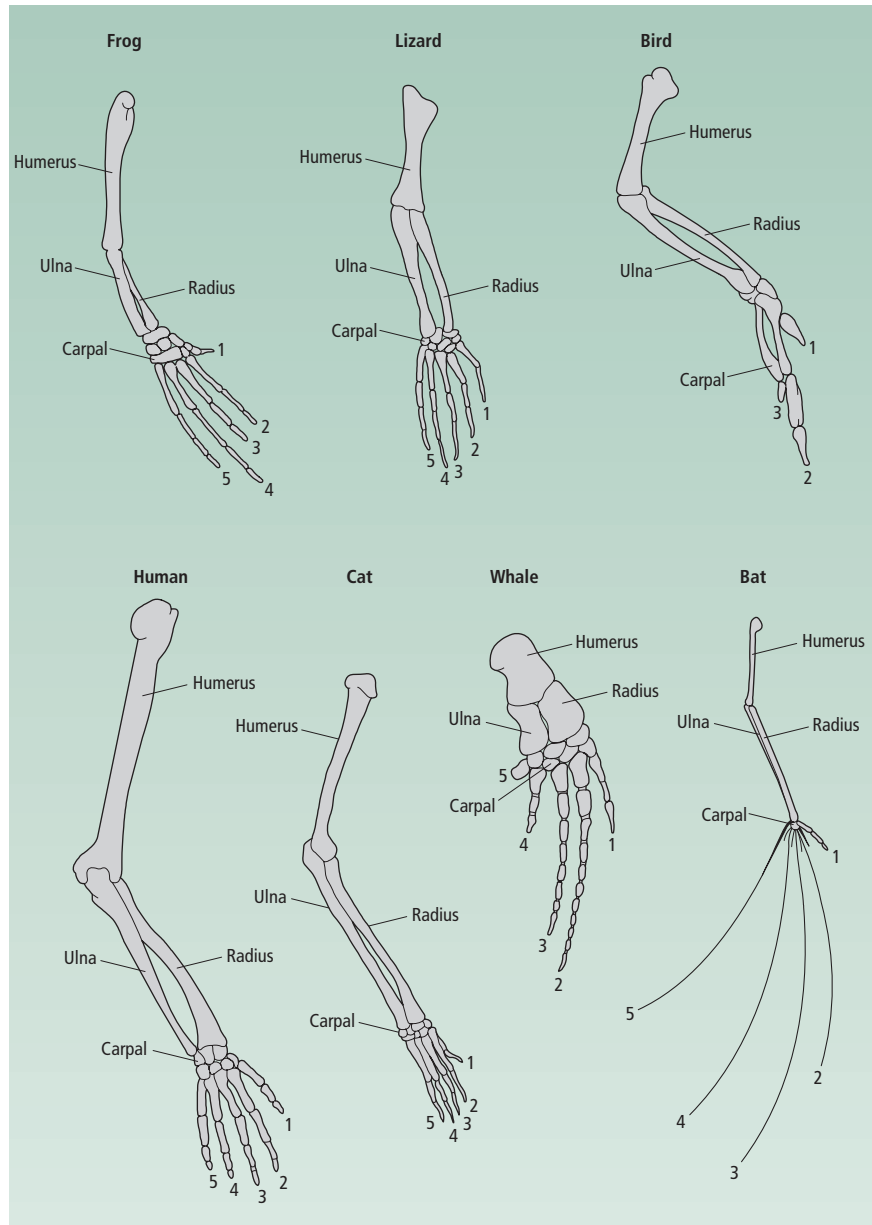 Frog
Humerus
Ulna
Radius
Carpal
1
2
3
4
5
Lizard
Humerus
Ulna
Radius
Carpal
1
2
3
4
5
Bird
Humerus
Radius
Ulna
Carpal
1
3
2
Human
Humerus
Ulna
Radius
Carpal
1
2
3
4
5
Cat
Humerus
Ulna
Radius
Carpal
1
2
3
4
5
Whale
Humerus
Radius
Ulna
5
Carpal
4
1
3
2
Bat
Humerus
Ulna
Radius
Carpal
1
5
2
4
3